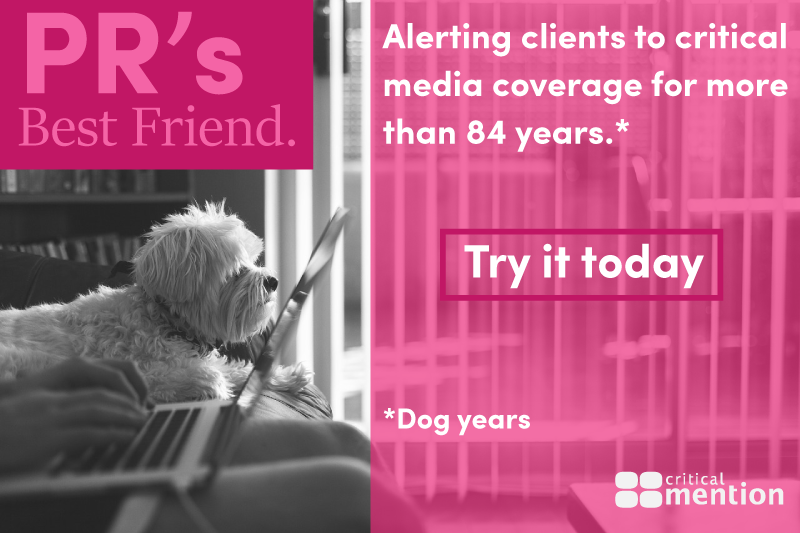 PR's
Best Friend.
Alerting clients to critical
media coverage for more
than 84 years.*
Try it today
*Dog years
critical
mention